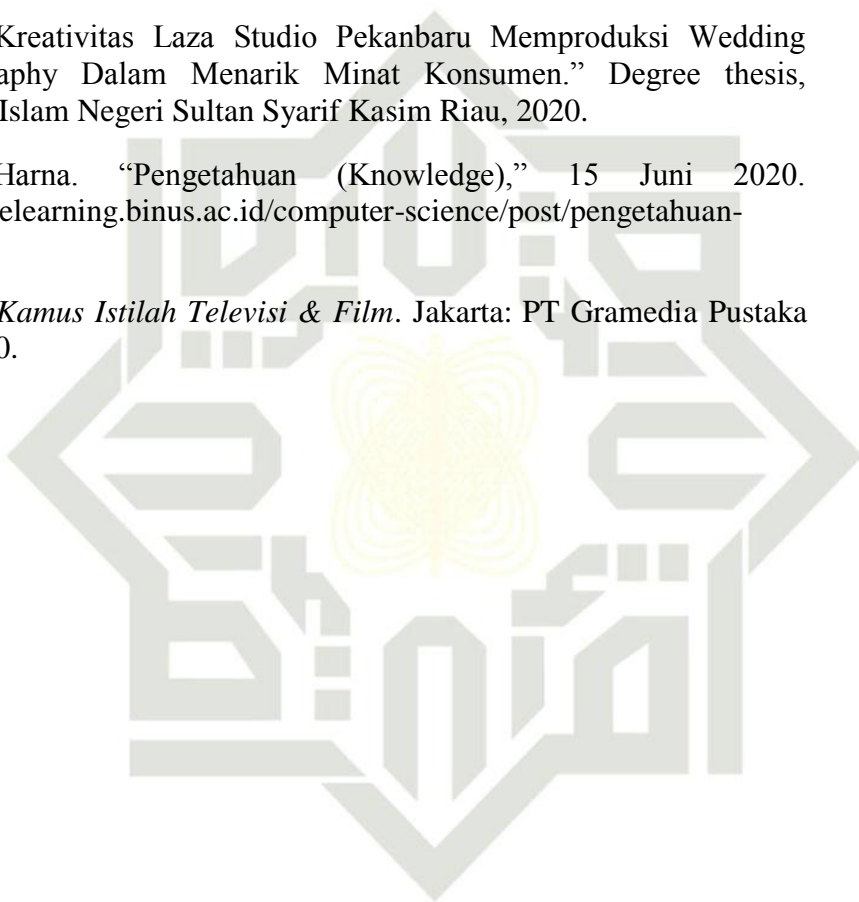 Kreativitas Laza Studio Pekanbaru Memproduksi Wedding
aphy Dalam Menarik Minat Konsumen.” Degree thesis,
Islam Negeri Sultan Syarif Kasim Riau, 2020.
Harna. “Pengetahuan (Knowledge),” 15 Juni 2020.
elearning.binus.ac.id/computer-science/post/pengetahuan-
Kamus Istilah Televisi & Film. Jakarta: PT Gramedia Pustaka
0.